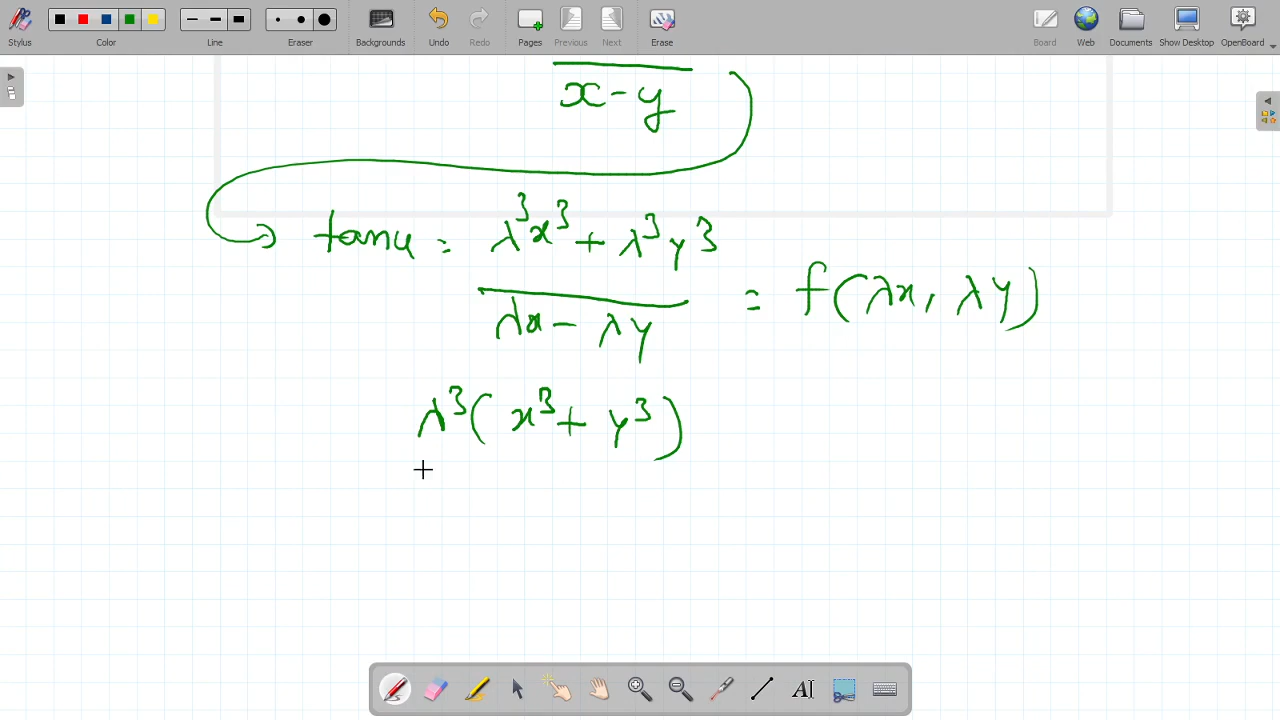 Stylus
Color
Line
Eraser
Backgrounds
Undo
Redo
Pages
Previous
Next
Erase
Board
Web
Documents
Show Desktop
OpenBoard
x - y
tanu = λ³x³ + λ³y³
λx - λy
= f(λx, λy)
λ³(x³ + y³)